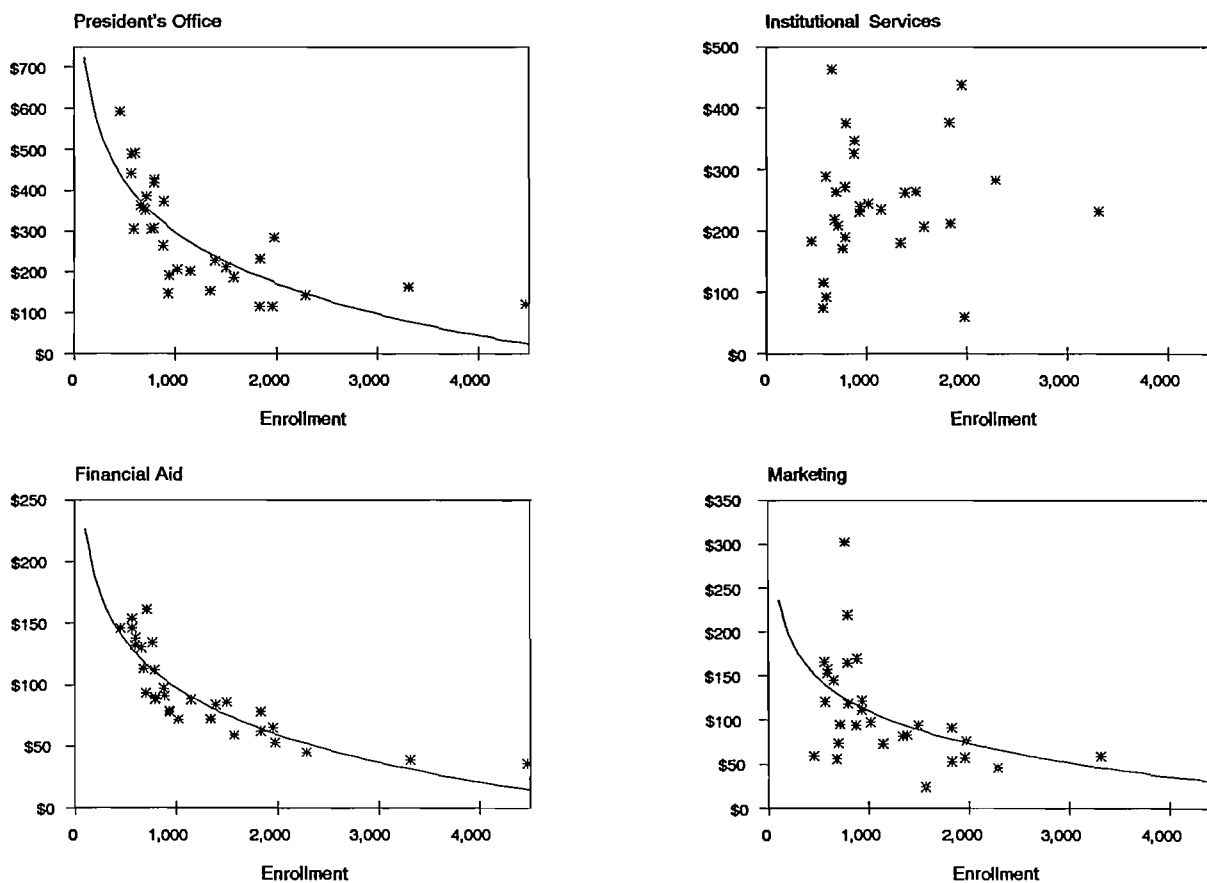 President's Office
$700
$600
$500
$400
$300
$200
$100
$0
0 1,000 2,000 3,000 4,000
Enrollment
Institutional Services
$500
$400
$300
$200
$100
$0
0 1,000 2,000 3,000 4,000
Enrollment
Financial Aid
$250
$200
$150
$100
$50
$0
0 1,000 2,000 3,000 4,000
Enrollment
Marketing
$350
$300
$250
$200
$150
$100
$50
$0
0 1,000 2,000 3,000 4,000
Enrollment